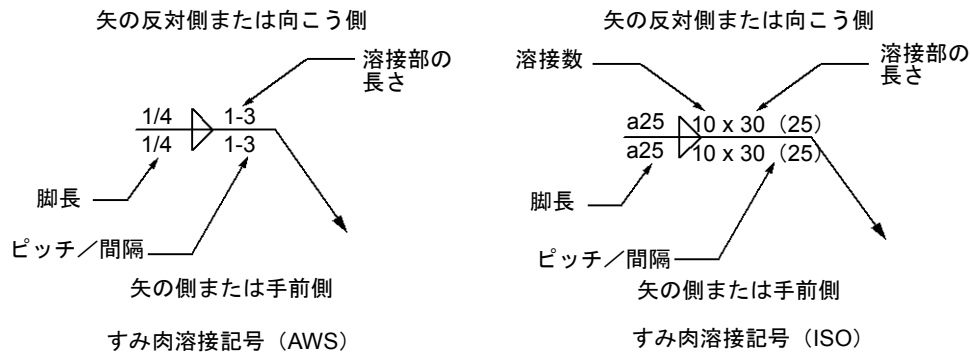 矢の反対側または向こう側
溶接部の
長さ
1/4
1-3
1/4
1-3
脚長
ピッチ／間隔
矢の側または手前側
すみ肉溶接記号（AWS）
矢の反対側または向こう側
溶接数
溶接部の
長さ
a25
10 x 30（25）
a25
10 x 30（25）
脚長
ピッチ／間隔
矢の側または手前側
すみ肉溶接記号（ISO）